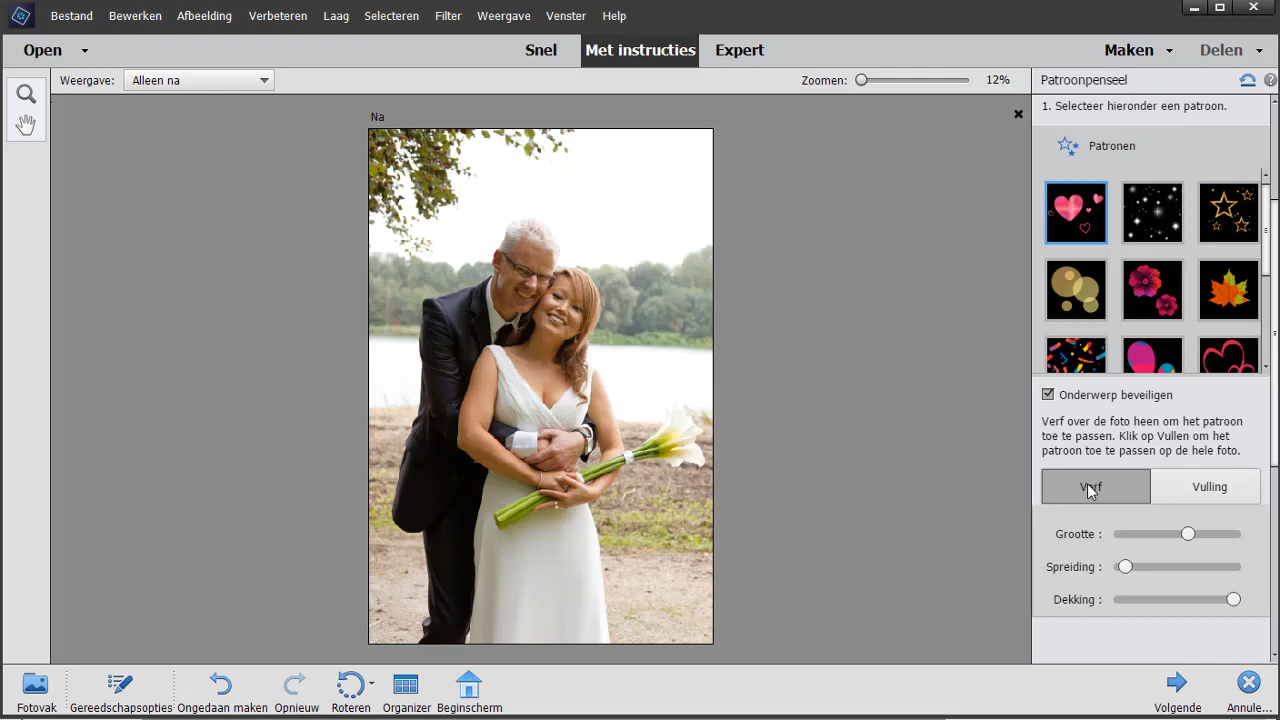 Bestand Bewerken Afbeelding Verbeteren Laag Selecteren Filter Weergave Venster Help
Open Snel Met instructies Expert Maken Delen
Weergave: Alleen na Zoomen: 12% Patroonpenseel
1. Selecteer hieronder een patroon.
Na
Patronen
Onderwerp beveiligen
Verf over de foto heen om het patroon
toe te passen. Klik op Vullen om het
patroon toe te passen op de hele foto.
Verf Vulling
Grootte :
Spreiding :
Dekking :
Fotovak Gereedschapsopties Ongedaan maken Opnieuw Roteren Organizer Beginscherm Volgende Annule...